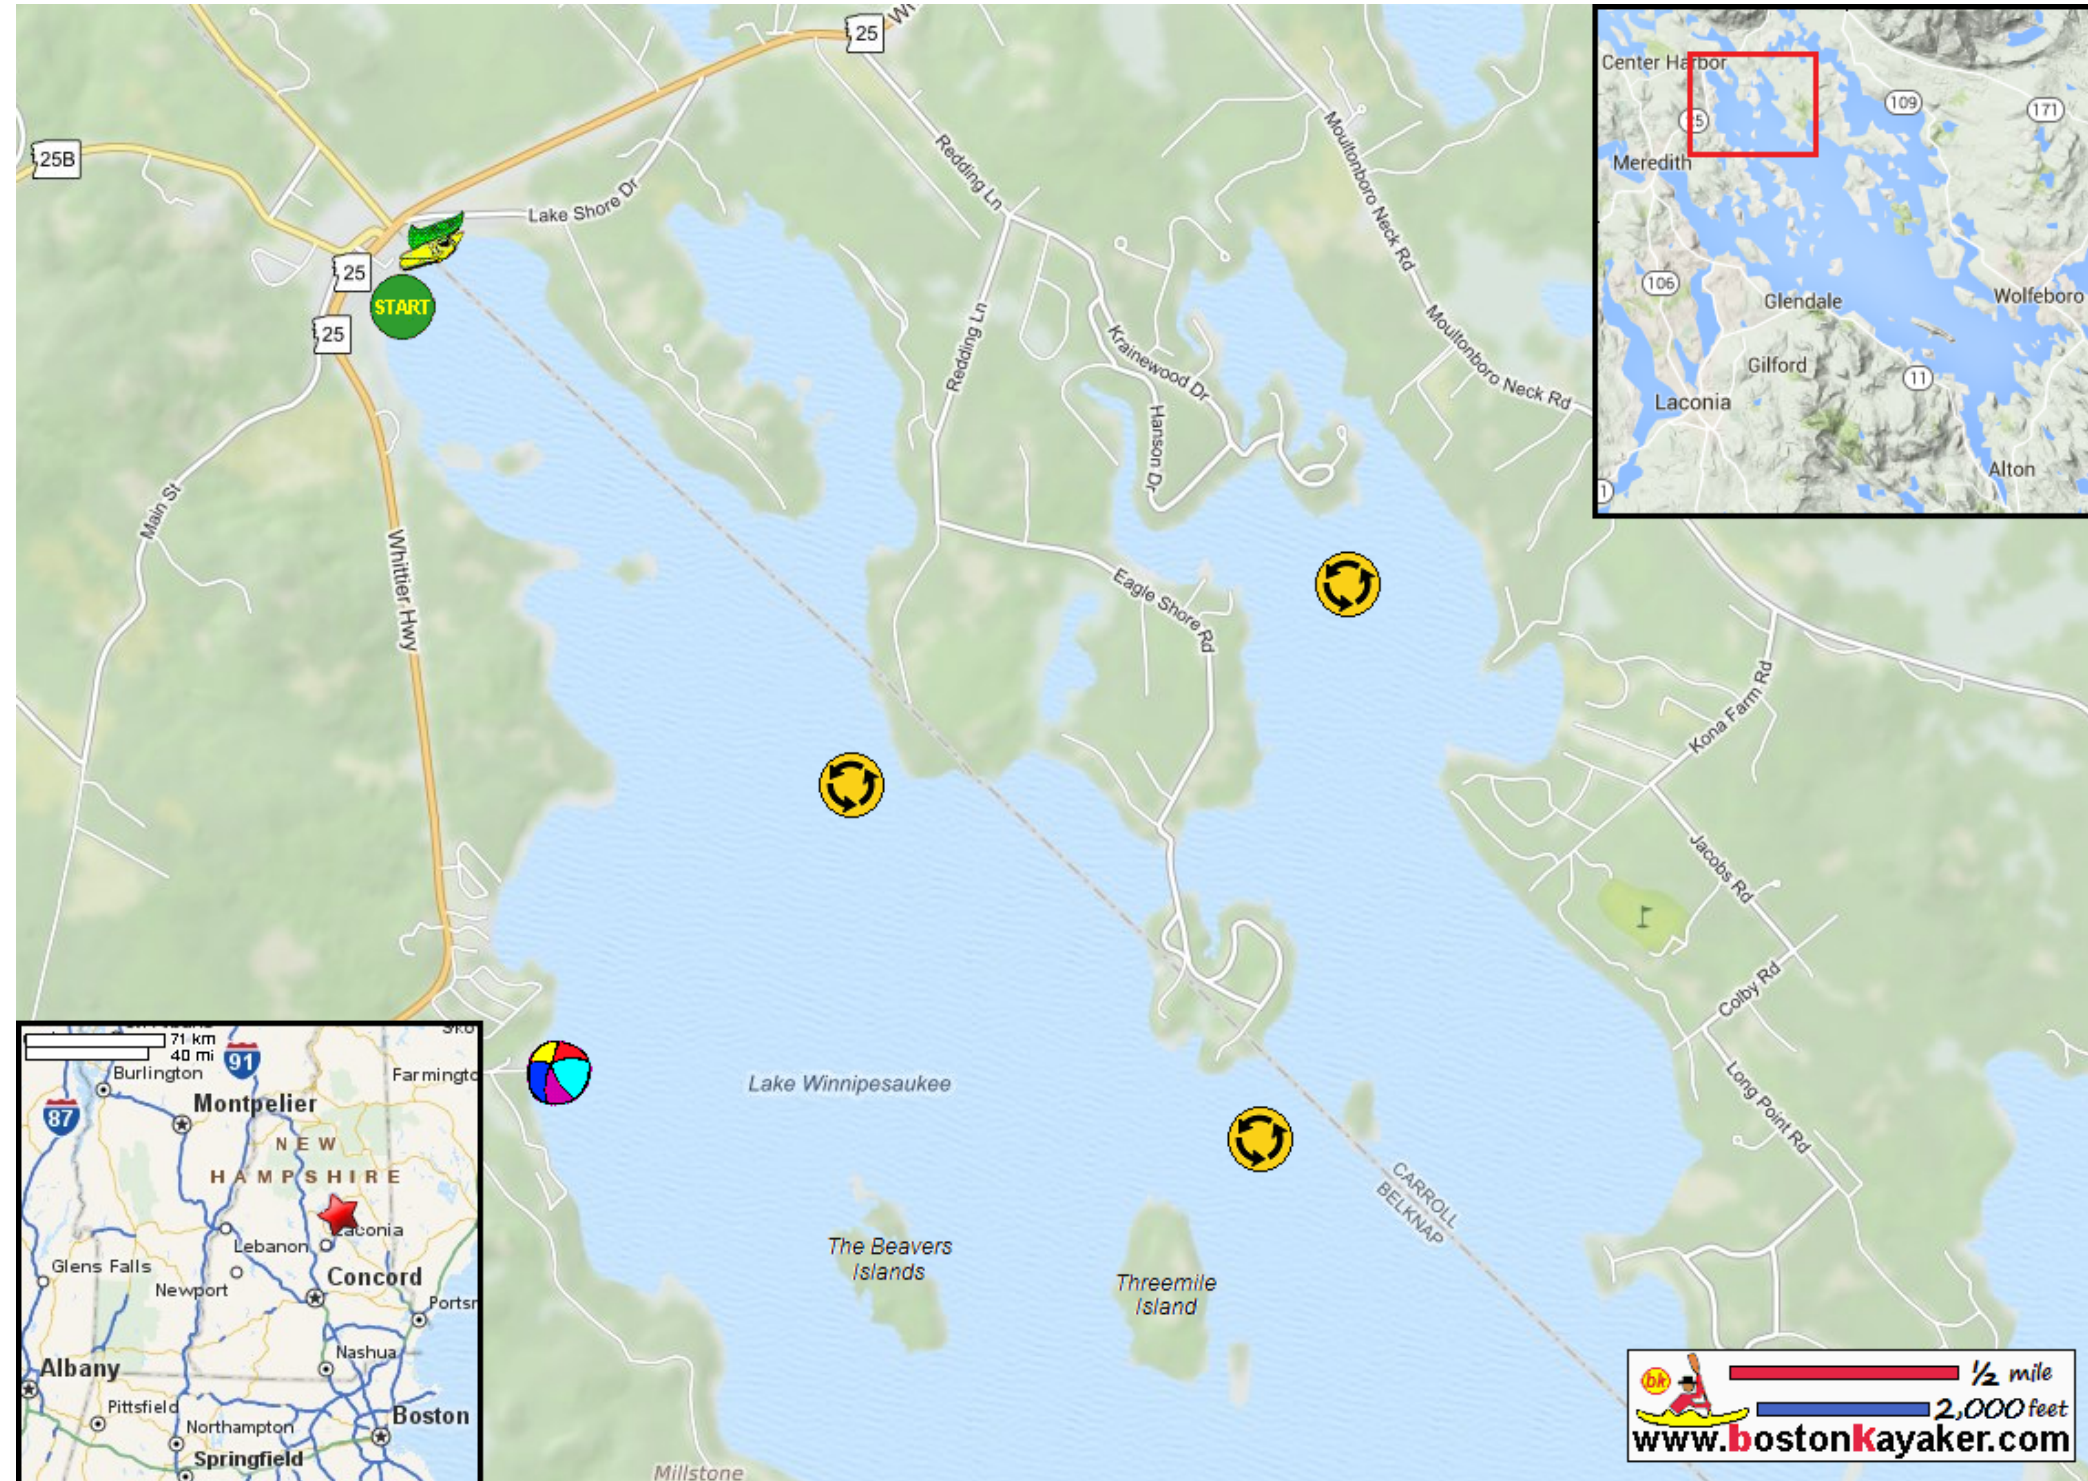 25
25B
Lake Shore Dr
25
START
25
Main St
Whittier Hwy
Redding Ln
Redding Ln
Krainewood Dr
Hanson Dr
Moultonboro Neck Rd
Moultonboro Neck Rd
Eagle Shore Rd
Kona Farm Rd
Jacobs Rd
Colby Rd
Long Point Rd
Lake Winnipesaukee
The Beavers
Islands
Threemile
Island
CARROLL
BELKNAP
Millstone
Center Harbor
109
171
Meredith
106
Glendale
Wolfeboro
Gilford
11
Laconia
Alton
71 km
40 mi
91
Burlington
Farmingto
87
Montpelier
NEW
HAMPSHIRE
Laconia
Lebanon
Glens Falls
Newport
Concord
Portsr
Nashua
Albany
Pittsfield
Northampton
Boston
Springfield
bk
1/2 mile
2,000 feet
www.bostonkayaker.com